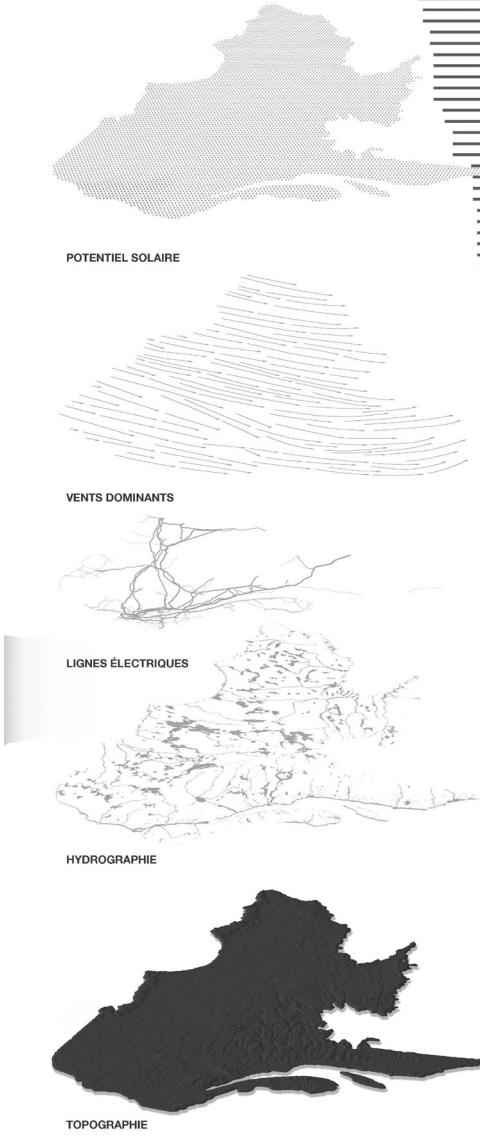 POTENTIEL SOLAIRE
VENTS DOMINANTS
LIGNES ÉLECTRIQUES
HYDROGRAPHIE
TOPOGRAPHIE